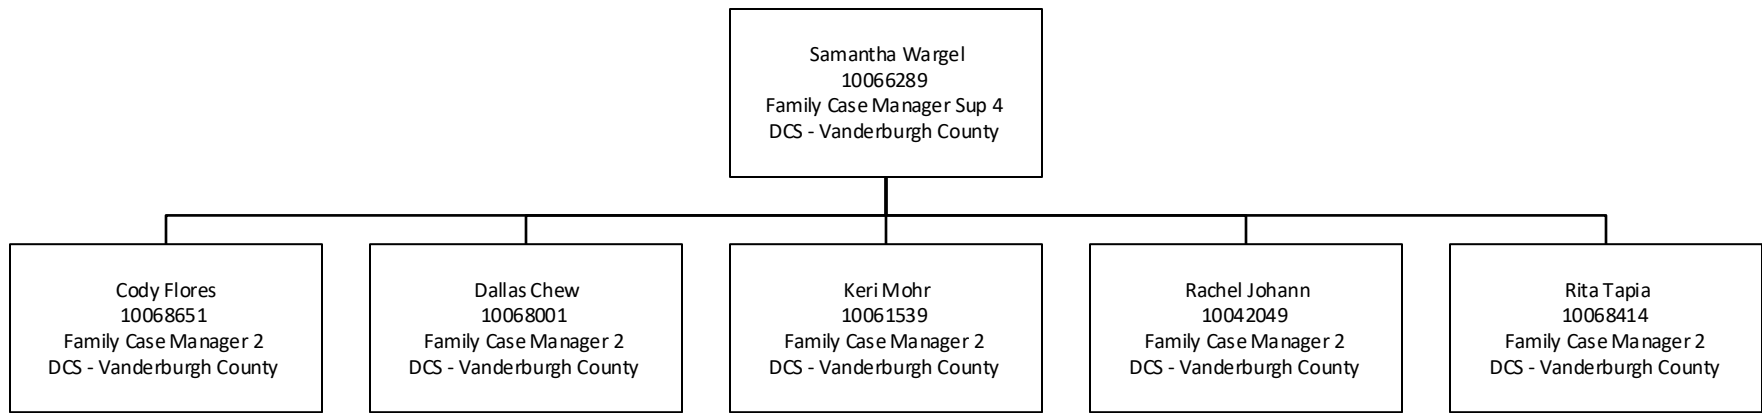 Samantha Wargel
10066289
Family Case Manager Sup 4
DCS - Vanderburgh County
Cody Flores
10068651
Family Case Manager 2
DCS - Vanderburgh County
Dallas Chew
10068001
Family Case Manager 2
DCS - Vanderburgh County
Keri Mohr
10061539
Family Case Manager 2
DCS - Vanderburgh County
Rachel Johann
10042049
Family Case Manager 2
DCS - Vanderburgh County
Rita Tapia
10068414
Family Case Manager 2
DCS - Vanderburgh County